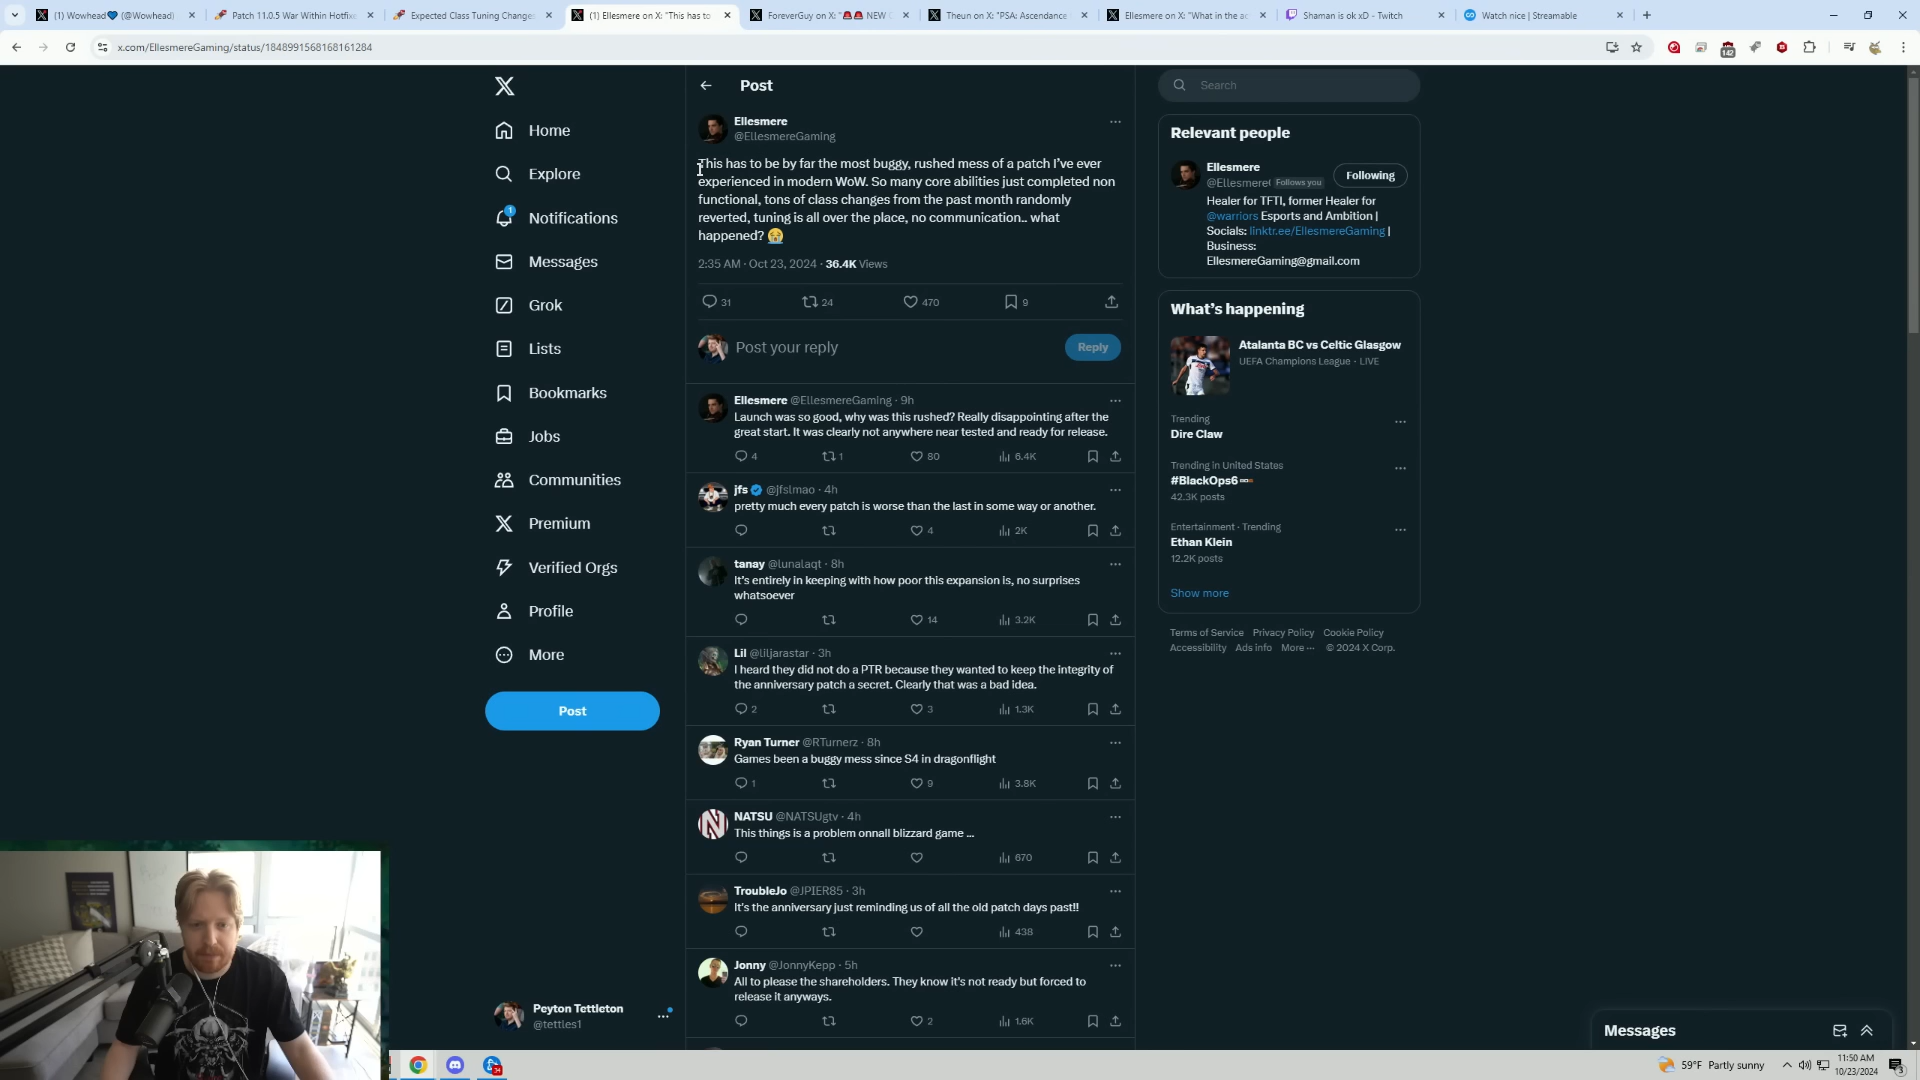 (1) Wowhead💙 (@Wowhead)
Patch 11.0.5 War Within Hotfixe
Expected Class Tuning Changes
(1) Ellesmere on X: "This has to
ForeverGuy on X: "🚨🚨 NEW
Theun on X: "PSA: Ascendance
Ellesmere on X: "What in the ac
Shaman is ok xD - Twitch
Watch nice | Streamable
x.com/EllesmereGaming/status/1848991568168161284
142
Post
Search
Home
Explore
1
Notifications
Messages
Grok
Lists
Bookmarks
Jobs
Communities
Premium
Verified Orgs
Profile
More
Post
Peyton Tettleton
@tettles1
Ellesmere
@EllesmereGaming
This has to be by far the most buggy, rushed mess of a patch I've ever
experienced in modern WoW. So many core abilities just completed non
functional, tons of class changes from the past month randomly
reverted, tuning is all over the place, no communication.. what
happened? 😭
2:35 AM · Oct 23, 2024 · 36.4K Views
31 24 470 9
Post your reply
Reply
Ellesmere @EllesmereGaming · 9h
Launch was so good, why was this rushed? Really disappointing after the
great start. It was clearly not anywhere near tested and ready for release.
4 1 80 6.4K
jfs @jfslmao · 4h
pretty much every patch is worse than the last in some way or another.
4 2K
tanay @lunalaqt · 8h
It's entirely in keeping with how poor this expansion is, no surprises
whatsoever
14 3.2K
Lil @liljarastar · 3h
I heard they did not do a PTR because they wanted to keep the integrity of
the anniversary patch a secret. Clearly that was a bad idea.
2 3 1.3K
Ryan Turner @RTurnerz · 8h
Games been a buggy mess since S4 in dragonflight
1 9 3.8K
NATSU @NATSUgtv · 4h
This things is a problem onnall blizzard game ...
670
TroubleJo @JPIER85 · 3h
It's the anniversary just reminding us of all the old patch days past!!
438
Jonny @JonnyKepp · 5h
All to please the shareholders. They know it's not ready but forced to
release it anyways.
2 1.6K
Relevant people
Ellesmere
@Ellesmere Follows you
Following
Healer for TFTI, former Healer for
@warriors Esports and Ambition |
Socials: linktr.ee/EllesmereGaming |
Business:
EllesmereGaming@gmail.com
What's happening
Atalanta BC vs Celtic Glasgow
UEFA Champions League · LIVE
Trending
Dire Claw
Trending in United States
#BlackOps6
42.3K posts
Entertainment · Trending
Ethan Klein
12.2K posts
Show more
Terms of Service Privacy Policy Cookie Policy
Accessibility Ads info More ··· © 2024 X Corp.
Messages
59°F Partly sunny
11:50 AM
10/23/2024
3